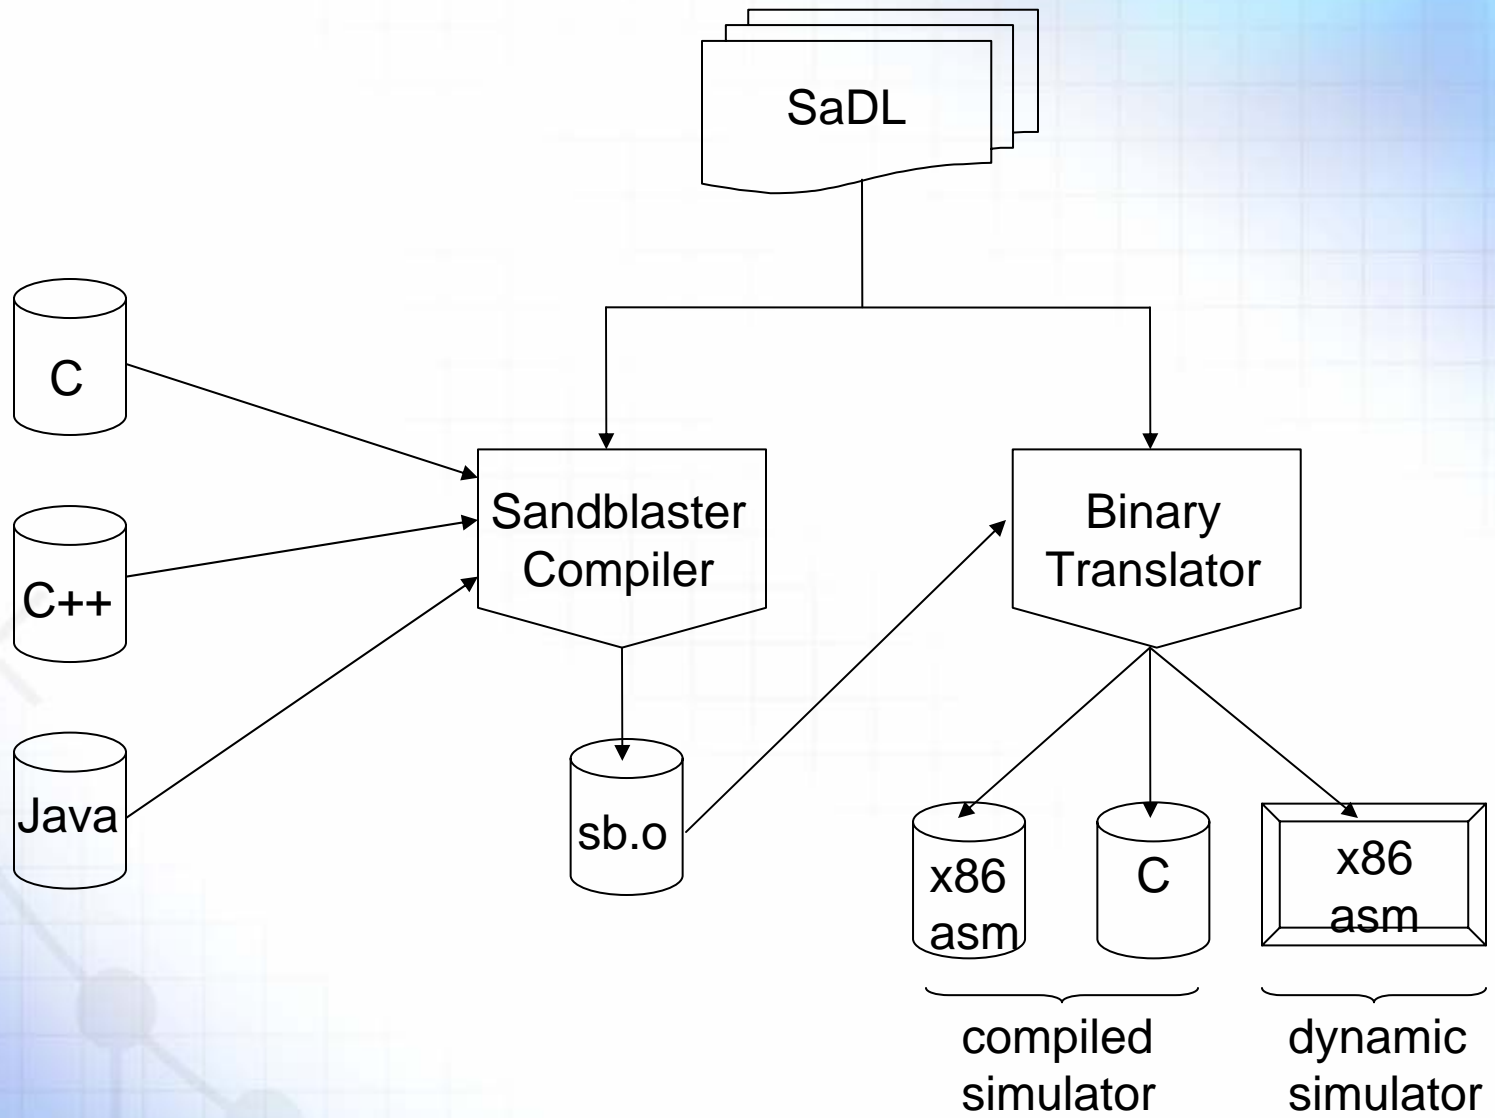 SaDL
C
C++
Java
Sandblaster
Compiler
sb.o
Binary
Translator
x86
asm
C
x86
asm
compiled
simulator
dynamic
simulator